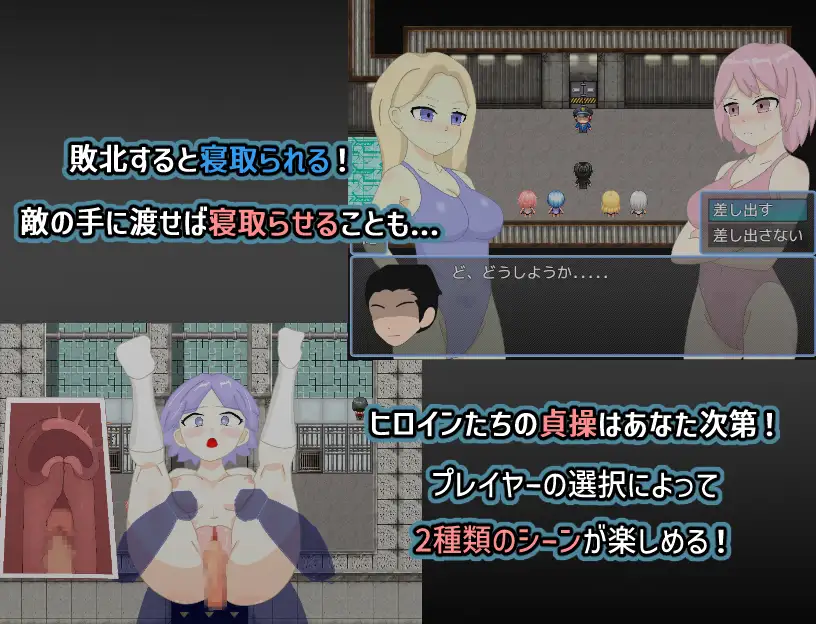 敗北すると寝取られる！
敵の手に渡せば寝取らせることも...
差し出す
差し出さない
ど、どうしようか.....
ヒロインたちの貞操はあなた次第！
プレイヤーの選択によって
2種類のシーンが楽しめる！